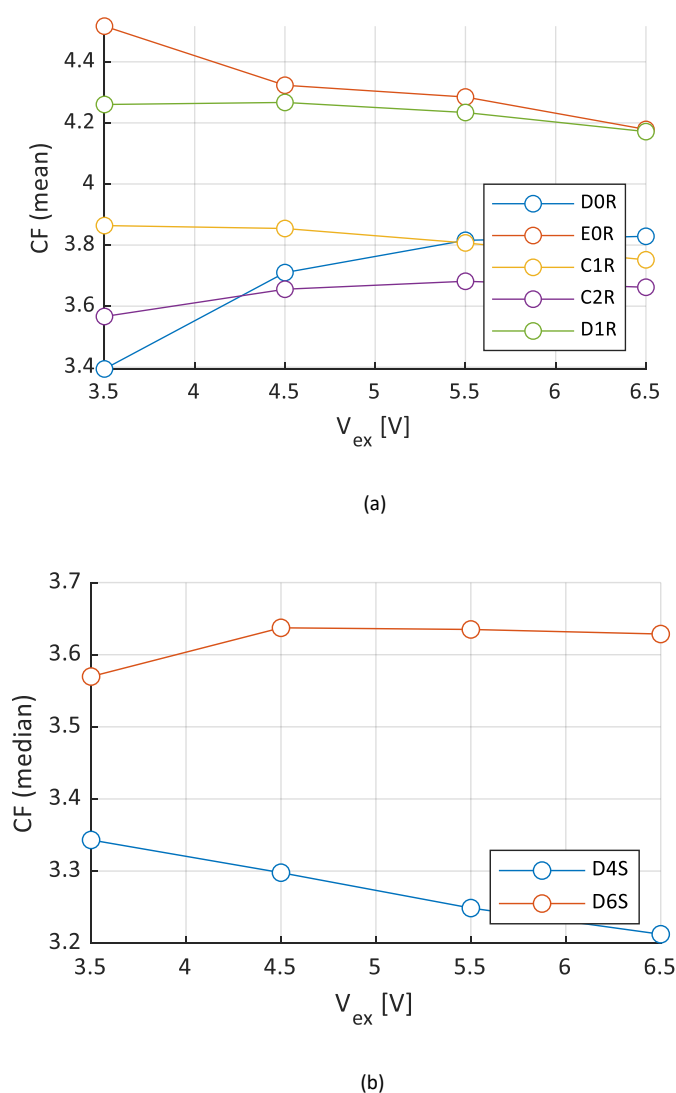 4.4
4.2
4
3.8
3.6
3.4
CF (mean)
D0R
E0R
C1R
C2R
D1R
3.5 4 4.5 5 5.5 6 6.5
Vex [V]
(a)
3.7
3.6
3.5
3.4
3.3
3.2
CF (median)
D4S
D6S
3.5 4 4.5 5 5.5 6 6.5
Vex [V]
(b)